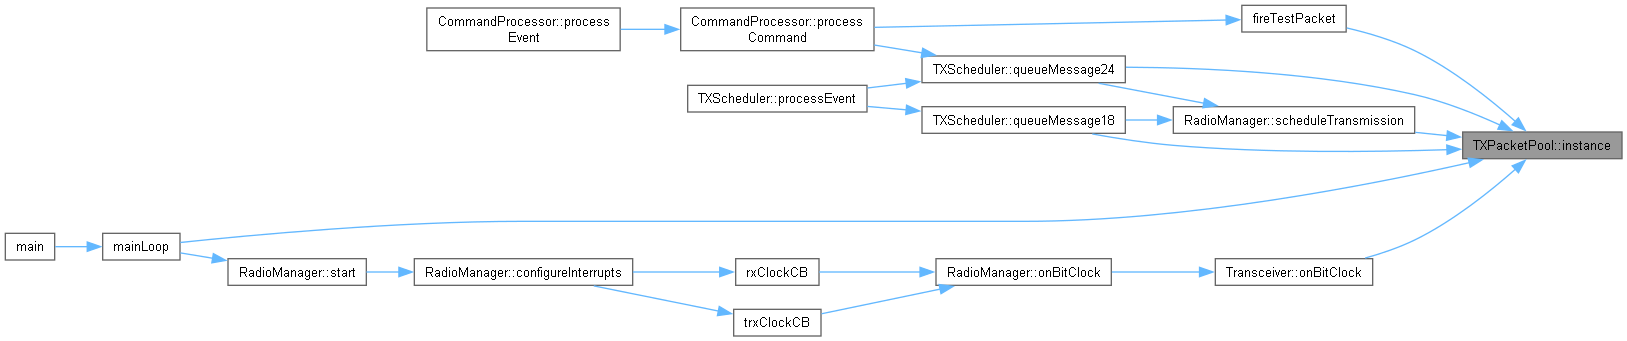 CommandProcessor::process
Event
CommandProcessor::process
Command
fireTestPacket
TXScheduler::queueMessage24
TXScheduler::processEvent
TXScheduler::queueMessage18
RadioManager::scheduleTransmission
TXPacketPool::instance
main
mainLoop
RadioManager::start
RadioManager::configureInterrupts
rxClockCB
RadioManager::onBitClock
Transceiver::onBitClock
trxClockCB